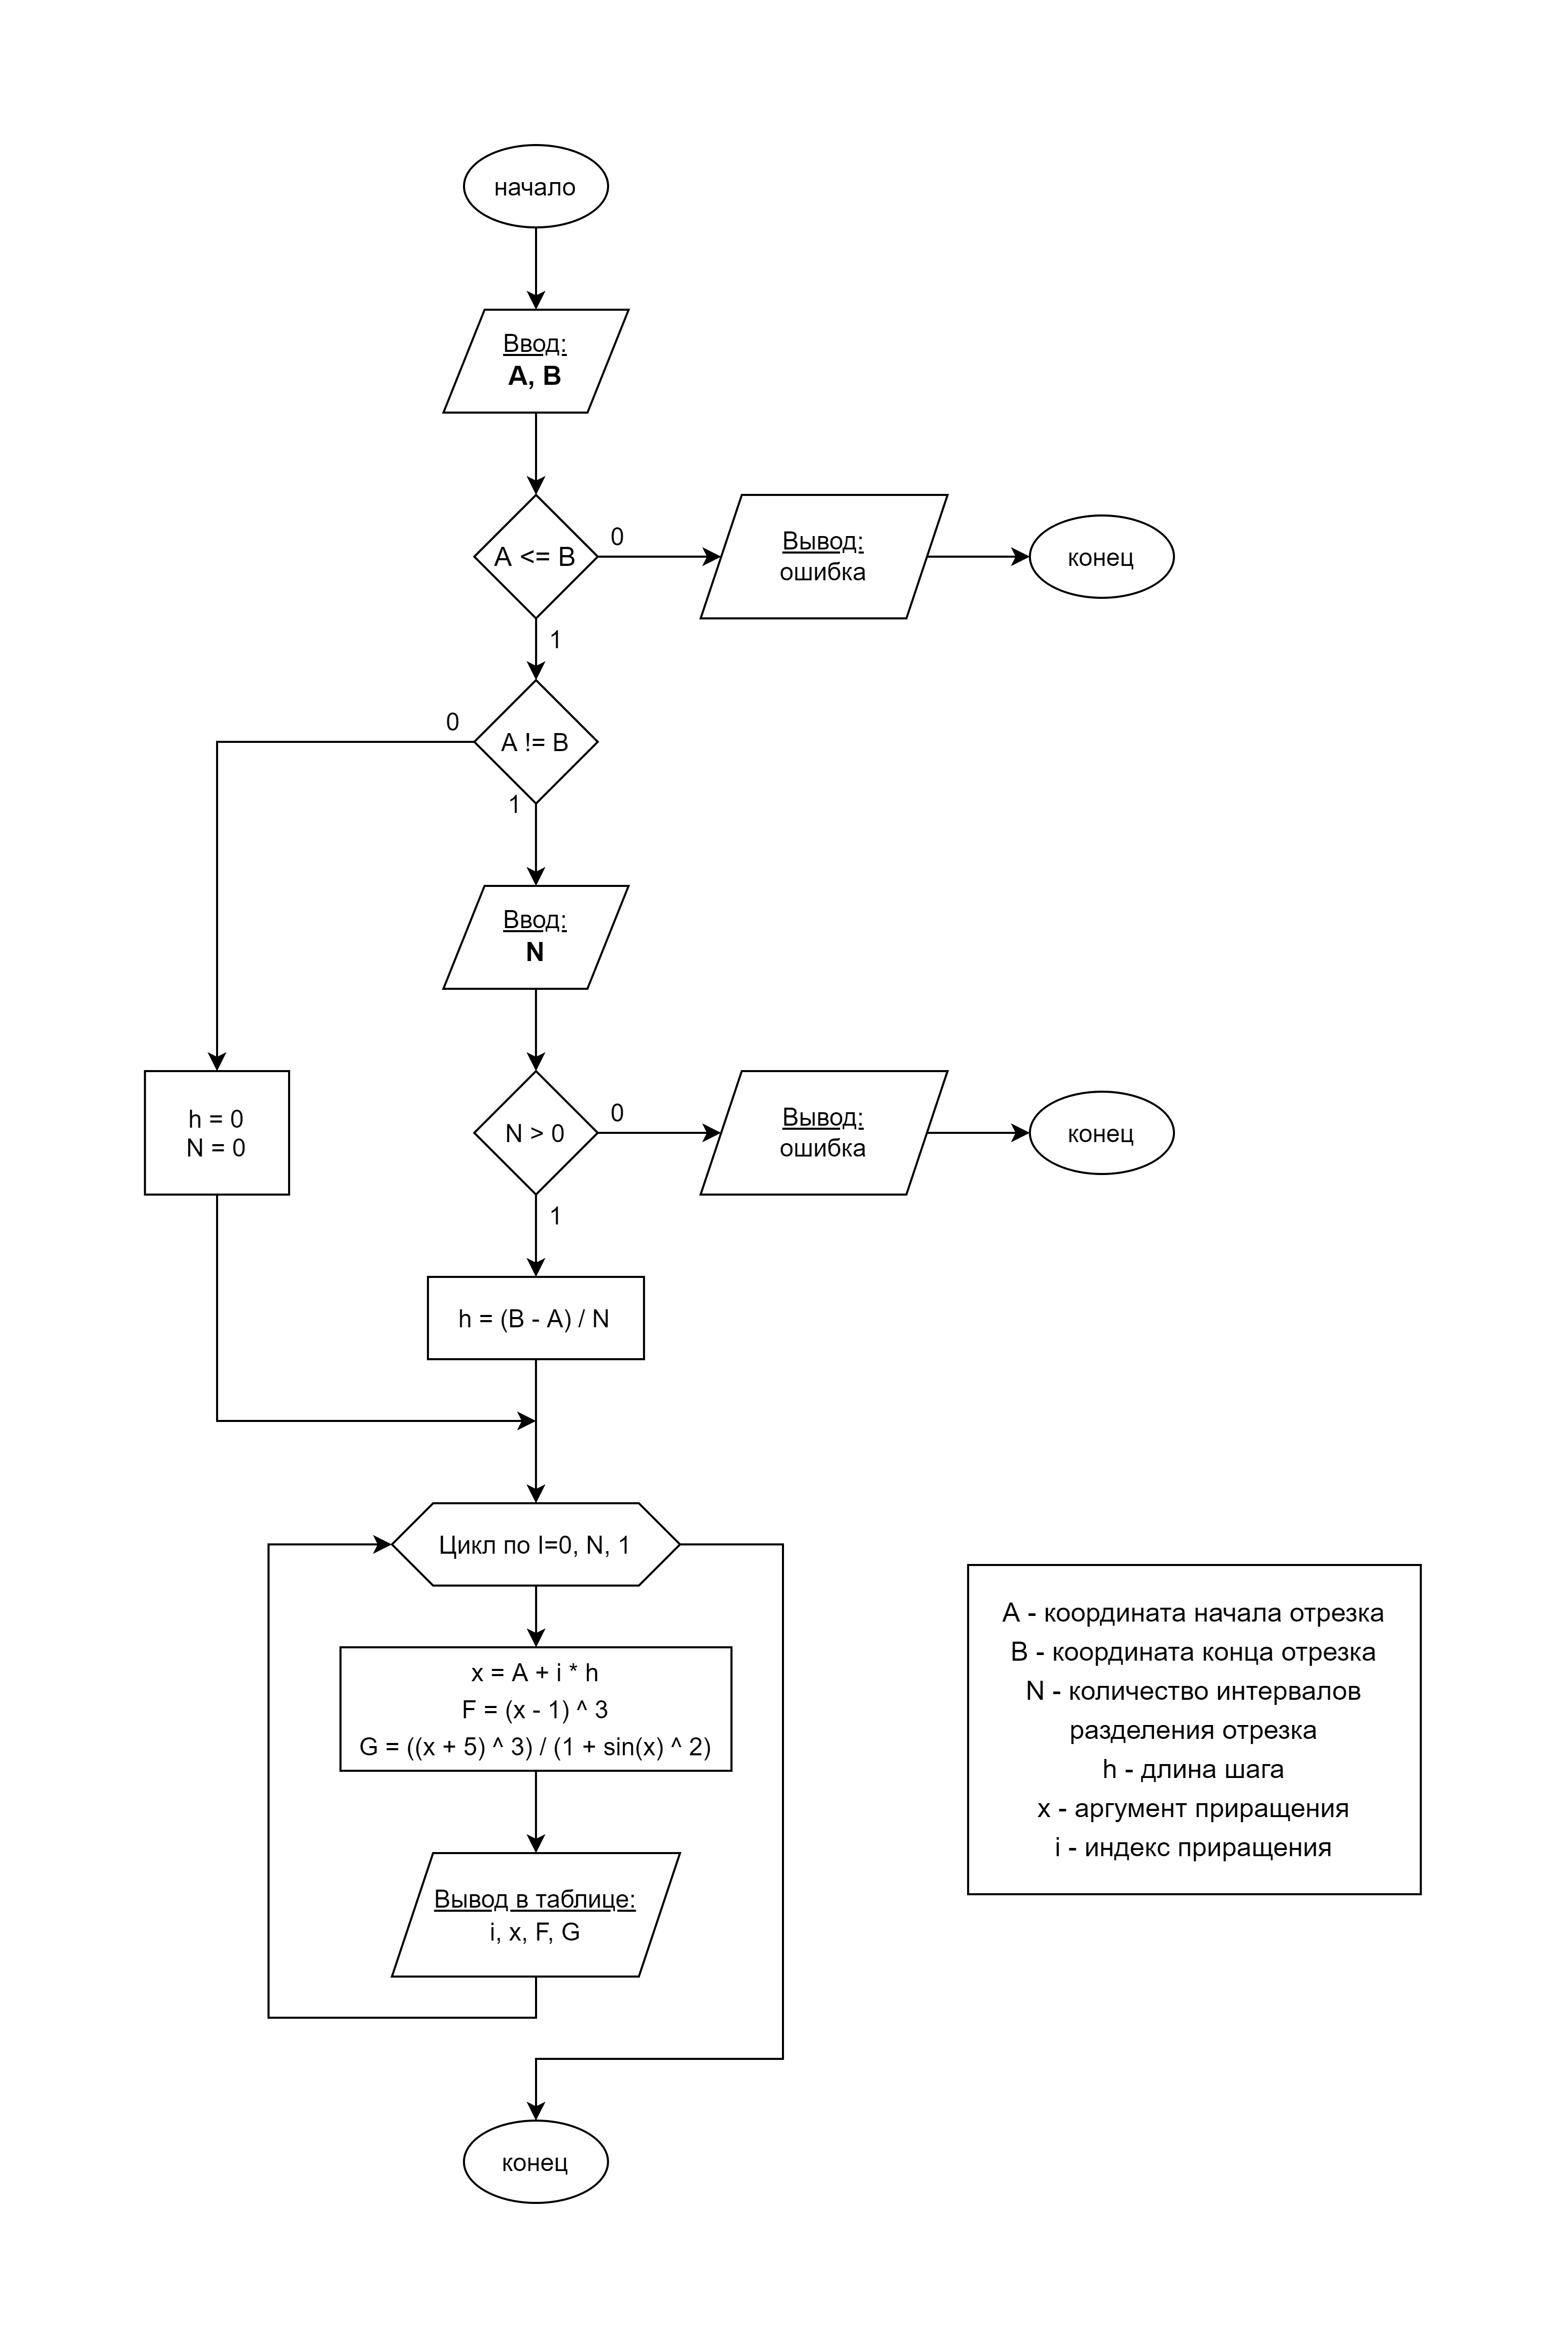 начало
Ввод:
A, B
A <= B
0
Вывод:
ошибка
конец
1
A != B
0
1
Ввод:
N
N > 0
0
Вывод:
ошибка
конец
h = 0
N = 0
1
h = (B - A) / N
Цикл по I=0, N, 1
x = A + i * h
F = (x - 1) ^ 3
G = ((x + 5) ^ 3) / (1 + sin(x) ^ 2)
Вывод в таблице:
i, x, F, G
конец
A - координата начала отрезка
B - координата конца отрезка
N - количество интервалов
разделения отрезка
h - длина шага
x - аргумент приращения
i - индекс приращения